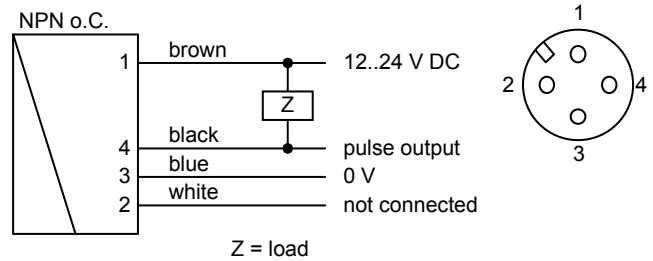 NPN o.C.
1 brown 12..24 V DC
Z
4 black pulse output
3 blue 0 V
2 white not connected
Z = load
1
2 4
3